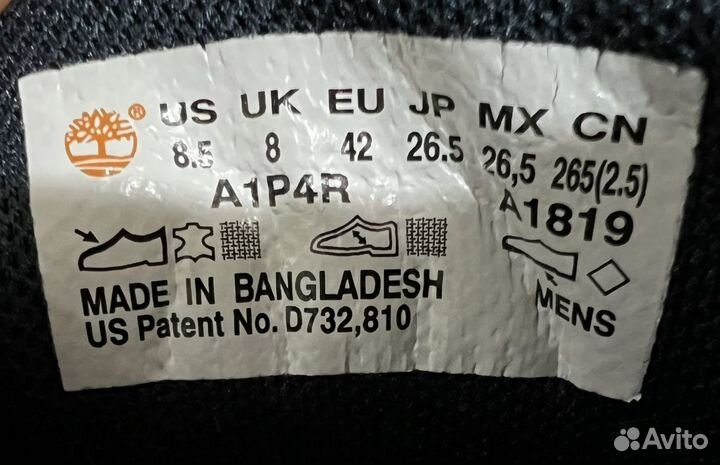 ® US UK EU JP MX CN
8.5 8 42 26.5 26,5 265(2.5)
A1P4R A1819
MADE IN BANGLADESH MENS
US Patent No. D732,810
Avito